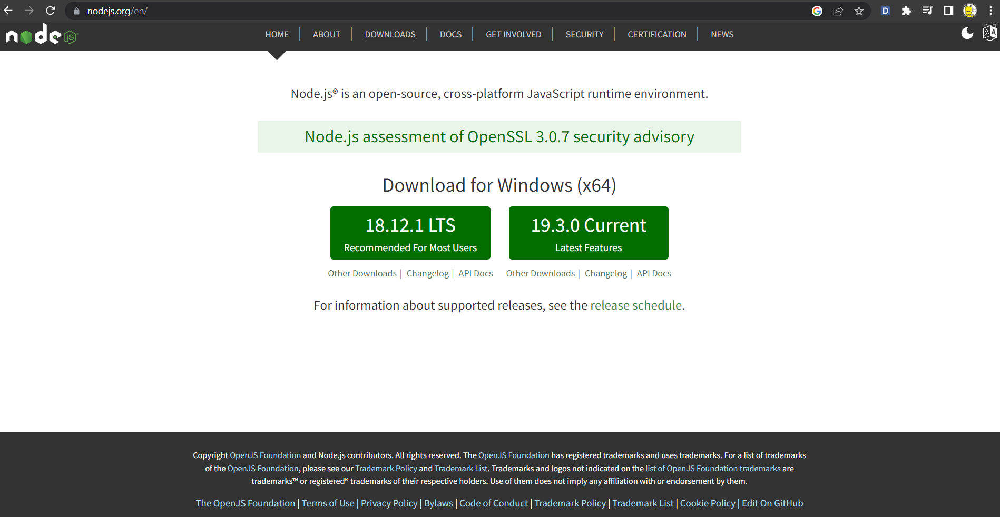 nodejs.org/en/
D
node JS
HOME | ABOUT | DOWNLOADS | DOCS | GET INVOLVED | SECURITY | CERTIFICATION | NEWS
Node.js® is an open-source, cross-platform JavaScript runtime environment.
Node.js assessment of OpenSSL 3.0.7 security advisory
Download for Windows (x64)
18.12.1 LTS
Recommended For Most Users
Other Downloads | Changelog | API Docs
19.3.0 Current
Latest Features
Other Downloads | Changelog | API Docs
For information about supported releases, see the release schedule.
Copyright OpenJS Foundation and Node.js contributors. All rights reserved. The OpenJS Foundation has registered trademarks and uses trademarks. For a list of trademarks
of the OpenJS Foundation, please see our Trademark Policy and Trademark List. Trademarks and logos not indicated on the list of OpenJS Foundation trademarks are
trademarks™ or registered® trademarks of their respective holders. Use of them does not imply any affiliation with or endorsement by them.
The OpenJS Foundation | Terms of Use | Privacy Policy | Bylaws | Code of Conduct | Trademark Policy | Trademark List | Cookie Policy | Edit On GitHub